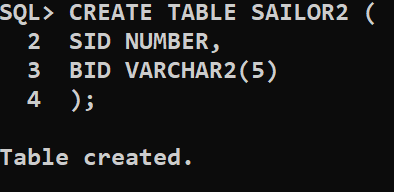 SQL> CREATE TABLE SAILOR2 (
  2  SID NUMBER,
  3  BID VARCHAR2(5)
  4  );
Table created.